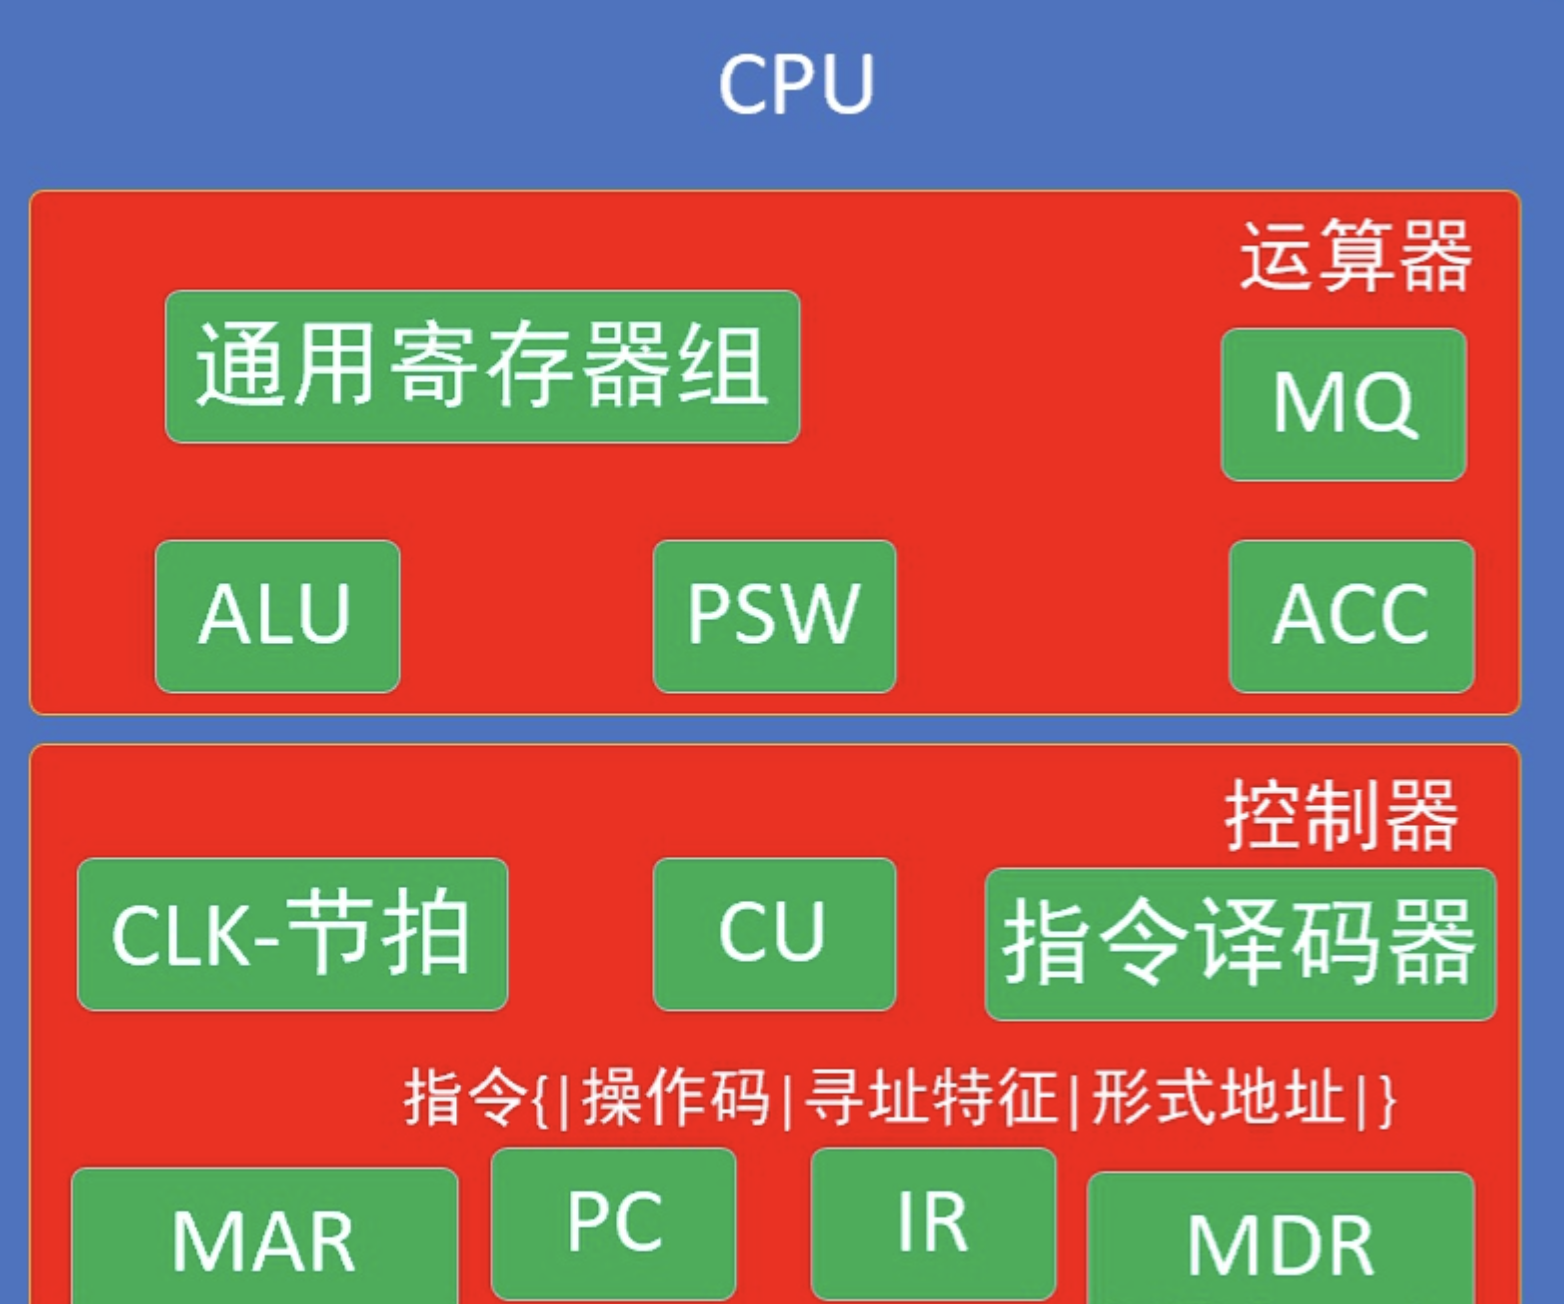 CPU
运算器
通用寄存器组
MQ
ALU
PSW
ACC
控制器
CLK-节拍
CU
指令译码器
指令{|操作码|寻址特征|形式地址|}
MAR
PC
IR
MDR